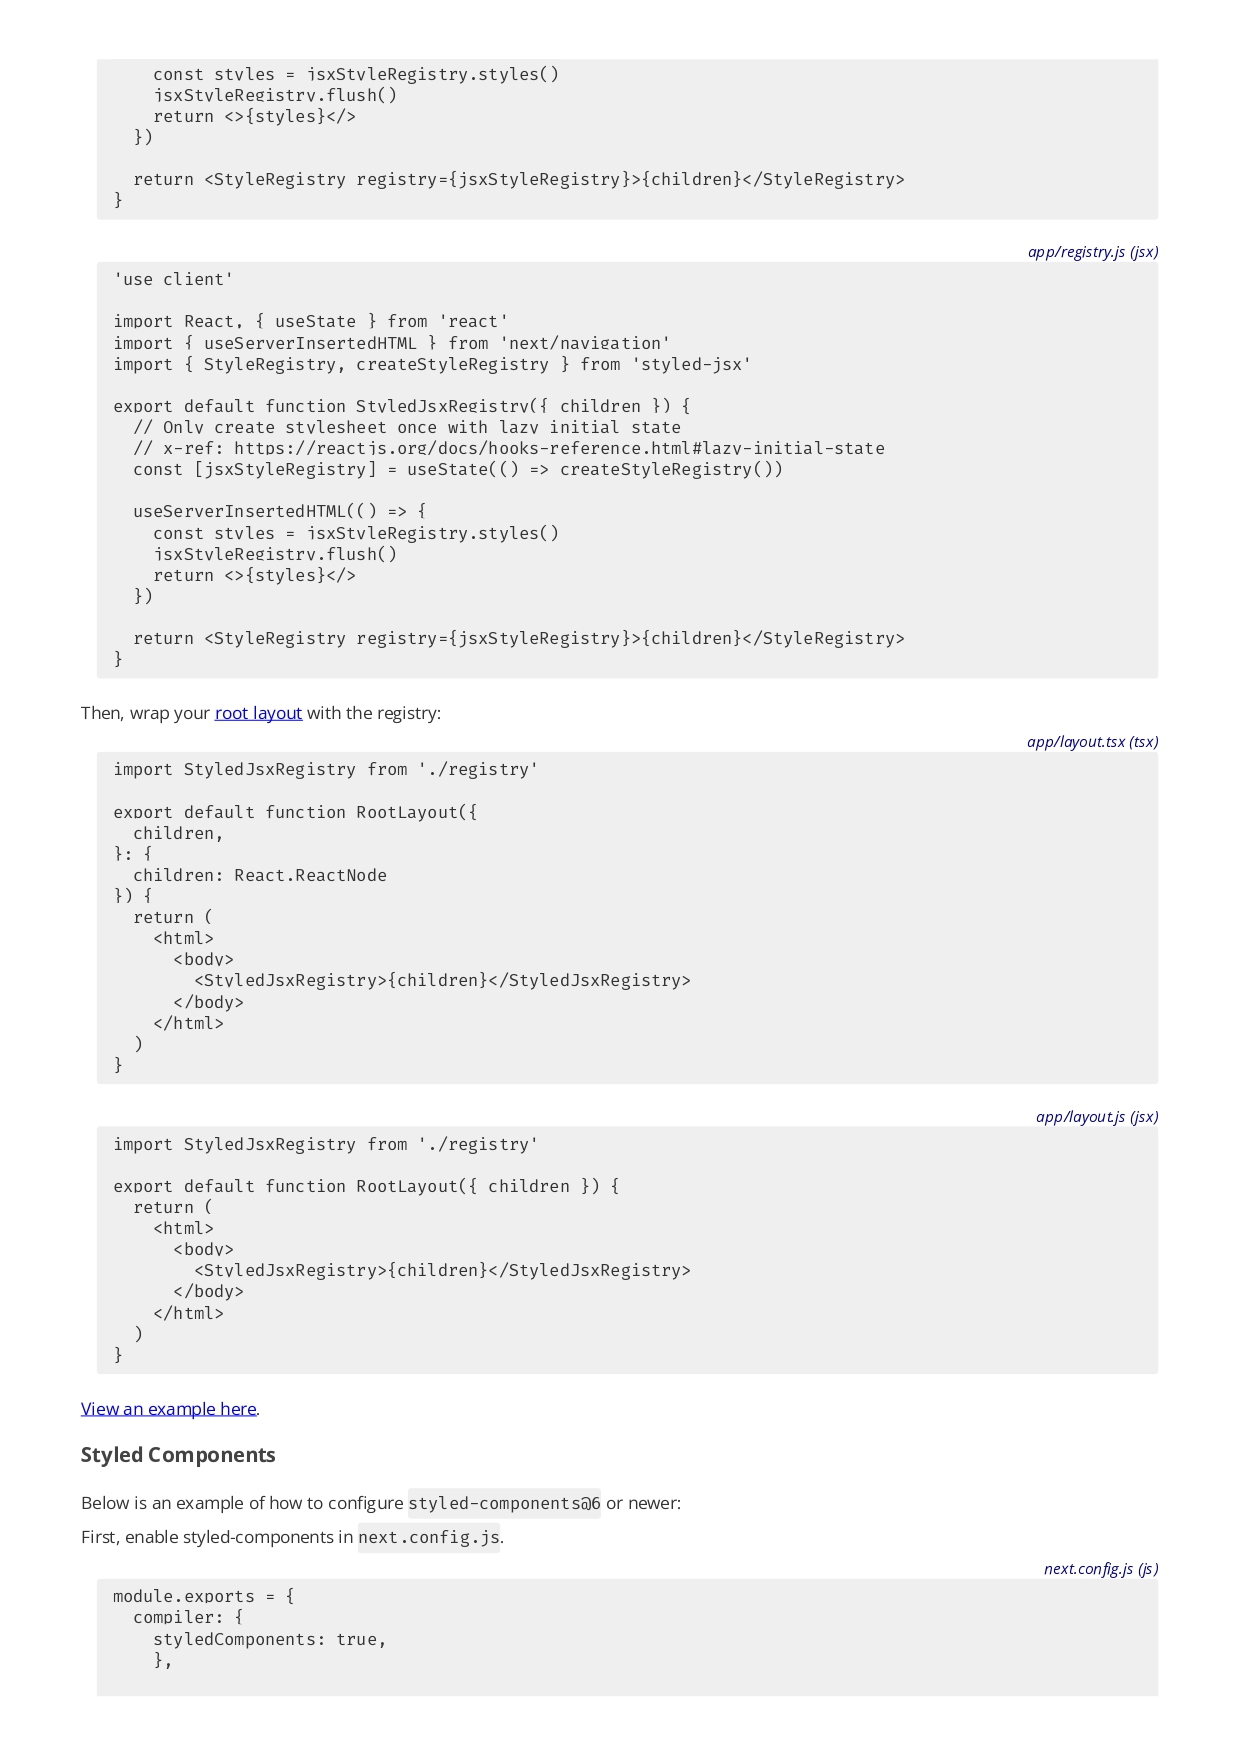 const styles = jsxStyleRegistry.styles()
    jsxStyleRegistry.flush()
    return <>{styles}</>
  })

  return <StyleRegistry registry={jsxStyleRegistry}>{children}</StyleRegistry>
}
app/registry.js (jsx)
'use client'

import React, { useState } from 'react'
import { useServerInsertedHTML } from 'next/navigation'
import { StyleRegistry, createStyleRegistry } from 'styled-jsx'

export default function StyledJsxRegistry({ children }) {
  // Only create stylesheet once with lazy initial state
  // x-ref: https://reactjs.org/docs/hooks-reference.html#lazy-initial-state
  const [jsxStyleRegistry] = useState(() => createStyleRegistry())

  useServerInsertedHTML(() => {
    const styles = jsxStyleRegistry.styles()
    jsxStyleRegistry.flush()
    return <>{styles}</>
  })

  return <StyleRegistry registry={jsxStyleRegistry}>{children}</StyleRegistry>
}
Then, wrap your root layout with the registry:
app/layout.tsx (tsx)
import StyledJsxRegistry from './registry'

export default function RootLayout({
  children,
}: {
  children: React.ReactNode
}) {
  return (
    <html>
      <body>
        <StyledJsxRegistry>{children}</StyledJsxRegistry>
      </body>
    </html>
  )
}
app/layout.js (jsx)
import StyledJsxRegistry from './registry'

export default function RootLayout({ children }) {
  return (
    <html>
      <body>
        <StyledJsxRegistry>{children}</StyledJsxRegistry>
      </body>
    </html>
  )
}
View an example here.
Styled Components
Below is an example of how to configure styled-components@6 or newer:
First, enable styled-components in next.config.js.
next.config.js (js)
module.exports = {
  compiler: {
    styledComponents: true,
    },